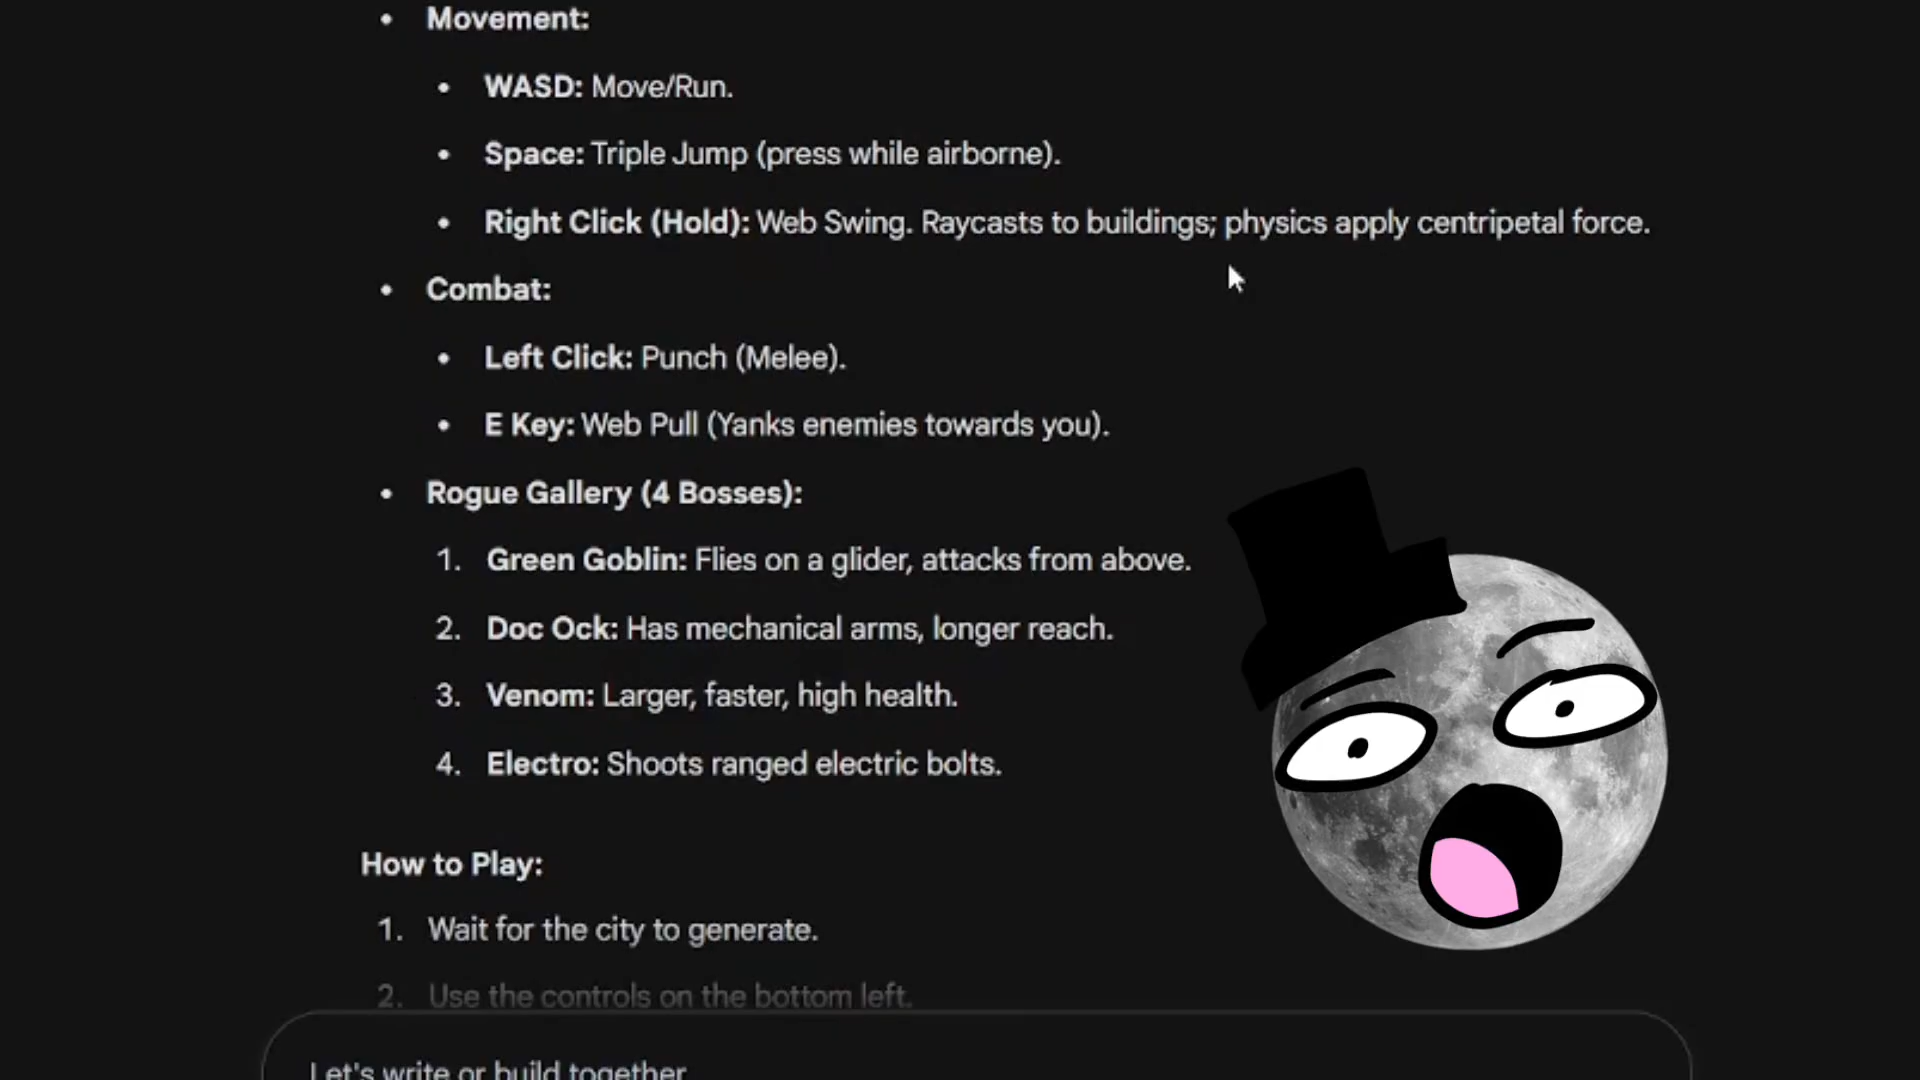 • Movement:
• WASD: Move/Run.
• Space: Triple Jump (press while airborne).
• Right Click (Hold): Web Swing. Raycasts to buildings; physics apply centripetal force.
• Combat:
• Left Click: Punch (Melee).
• E Key: Web Pull (Yanks enemies towards you).
• Rogue Gallery (4 Bosses):
1. Green Goblin: Flies on a glider, attacks from above.
2. Doc Ock: Has mechanical arms, longer reach.
3. Venom: Larger, faster, high health.
4. Electro: Shoots ranged electric bolts.
How to Play:
1. Wait for the city to generate.
2. Use the controls on the bottom left.
Let's write or build together